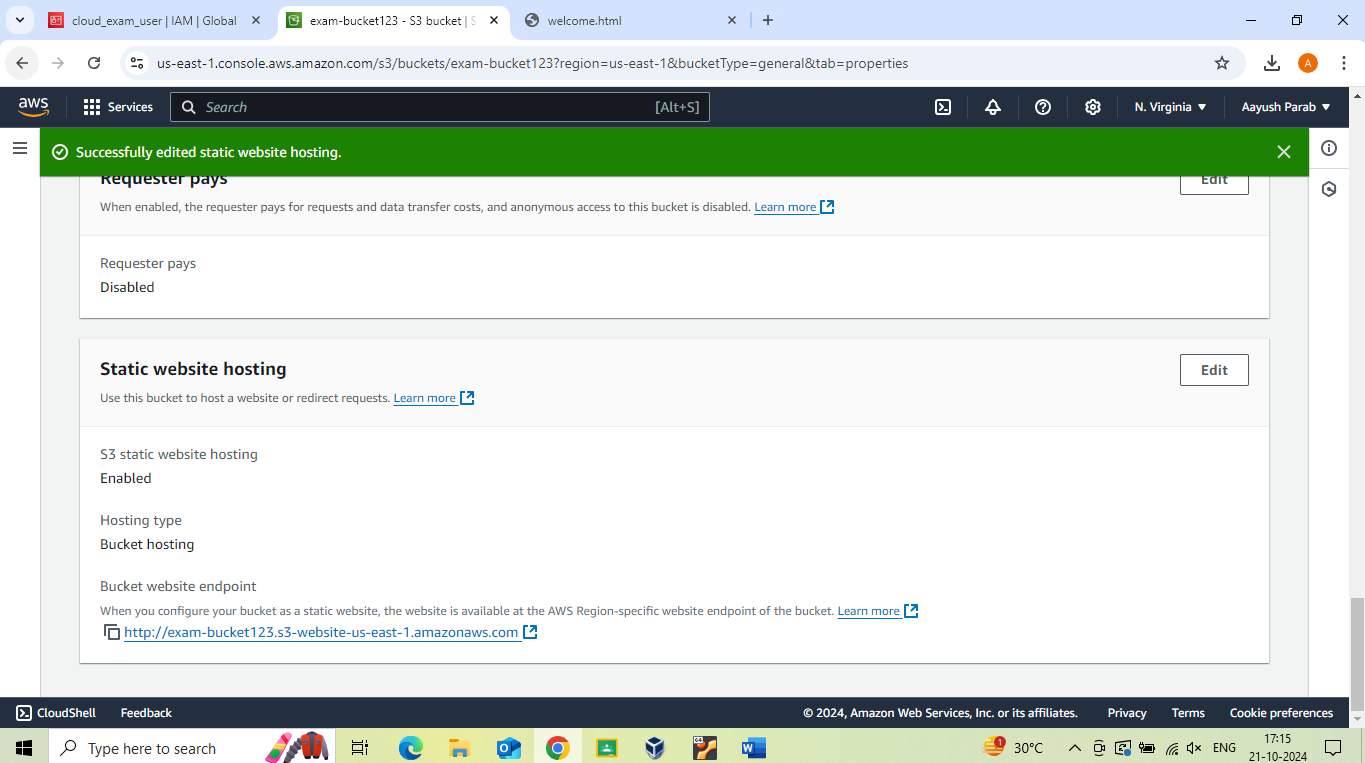 cloud_exam_user | IAM | Global
exam-bucket123 - S3 bucket | S
welcome.html
us-east-1.console.aws.amazon.com/s3/buckets/exam-bucket123?region=us-east-1&bucketType=general&tab=properties
A
aws
Services
Search
[Alt+S]
N. Virginia
Aayush Parab
Successfully edited static website hosting.
Requester pays
Edit
When enabled, the requester pays for requests and data transfer costs, and anonymous access to this bucket is disabled. Learn more
Requester pays
Disabled
Static website hosting
Edit
Use this bucket to host a website or redirect requests. Learn more
S3 static website hosting
Enabled
Hosting type
Bucket hosting
Bucket website endpoint
When you configure your bucket as a static website, the website is available at the AWS Region-specific website endpoint of the bucket. Learn more
http://exam-bucket123.s3-website-us-east-1.amazonaws.com
CloudShell
Feedback
© 2024, Amazon Web Services, Inc. or its affiliates.
Privacy
Terms
Cookie preferences
Type here to search
1
30°C
ENG
17:15
21-10-2024